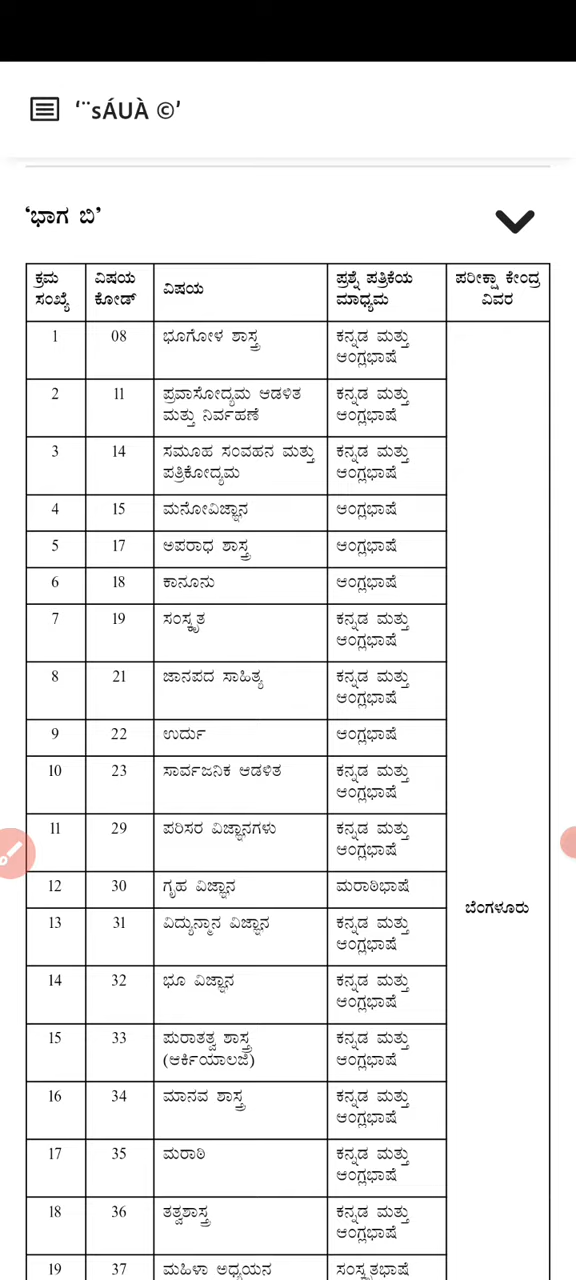 ‘¨sÁUÀ ©’
‘ಭಾಗ ಬಿ’
ಕ್ರಮ ವಿಷಯ ವಿಷಯ ಪ್ರಶ್ನೆ ಪತ್ರಿಕೆಯ ಪರೀಕ್ಷಾ ಕೇಂದ್ರ
ಸಂಖ್ಯೆ ಕೋಡ್ ಮಾಧ್ಯಮ ವಿವರ
1 08 ಭೂಗೋಳ ಶಾಸ್ತ್ರ ಕನ್ನಡ ಮತ್ತು
ಆಂಗ್ಲಭಾಷೆ
2 11 ಪ್ರವಾಸೋದ್ಯಮ ಆಡಳಿತ ಕನ್ನಡ ಮತ್ತು
ಮತ್ತು ನಿರ್ವಹಣೆ ಆಂಗ್ಲಭಾಷೆ
3 14 ಸಮೂಹ ಸಂವಹನ ಮತ್ತು ಕನ್ನಡ ಮತ್ತು
ಪತ್ರಿಕೋದ್ಯಮ ಆಂಗ್ಲಭಾಷೆ
4 15 ಮನೋವಿಜ್ಞಾನ ಆಂಗ್ಲಭಾಷೆ
5 17 ಅಪರಾಧ ಶಾಸ್ತ್ರ ಆಂಗ್ಲಭಾಷೆ
6 18 ಕಾನೂನು ಆಂಗ್ಲಭಾಷೆ
7 19 ಸಂಸ್ಕೃತ ಕನ್ನಡ ಮತ್ತು
ಆಂಗ್ಲಭಾಷೆ
8 21 ಜಾನಪದ ಸಾಹಿತ್ಯ ಕನ್ನಡ ಮತ್ತು
ಆಂಗ್ಲಭಾಷೆ
9 22 ಉರ್ದು ಆಂಗ್ಲಭಾಷೆ
10 23 ಸಾರ್ವಜನಿಕ ಆಡಳಿತ ಕನ್ನಡ ಮತ್ತು
ಆಂಗ್ಲಭಾಷೆ
11 29 ಪರಿಸರ ವಿಜ್ಞಾನಗಳು ಕನ್ನಡ ಮತ್ತು
ಆಂಗ್ಲಭಾಷೆ
12 30 ಗೃಹ ವಿಜ್ಞಾನ ಮರಾಠಿಭಾಷೆ
ಬೆಂಗಳೂರು
13 31 ವಿದ್ಯುನ್ಮಾನ ವಿಜ್ಞಾನ ಕನ್ನಡ ಮತ್ತು
ಆಂಗ್ಲಭಾಷೆ
14 32 ಭೂ ವಿಜ್ಞಾನ ಕನ್ನಡ ಮತ್ತು
ಆಂಗ್ಲಭಾಷೆ
15 33 ಪುರಾತತ್ವ ಶಾಸ್ತ್ರ ಕನ್ನಡ ಮತ್ತು
(ಆರ್ಕಿಯಾಲಜಿ) ಆಂಗ್ಲಭಾಷೆ
16 34 ಮಾನವ ಶಾಸ್ತ್ರ ಕನ್ನಡ ಮತ್ತು
ಆಂಗ್ಲಭಾಷೆ
17 35 ಮರಾಠಿ ಕನ್ನಡ ಮತ್ತು
ಆಂಗ್ಲಭಾಷೆ
18 36 ತತ್ವಶಾಸ್ತ್ರ ಕನ್ನಡ ಮತ್ತು
ಆಂಗ್ಲಭಾಷೆ
19 37 ಮಹಿಳಾ ಅಧ್ಯಯನ ಸಂಸ್ಕೃತಭಾಷೆ